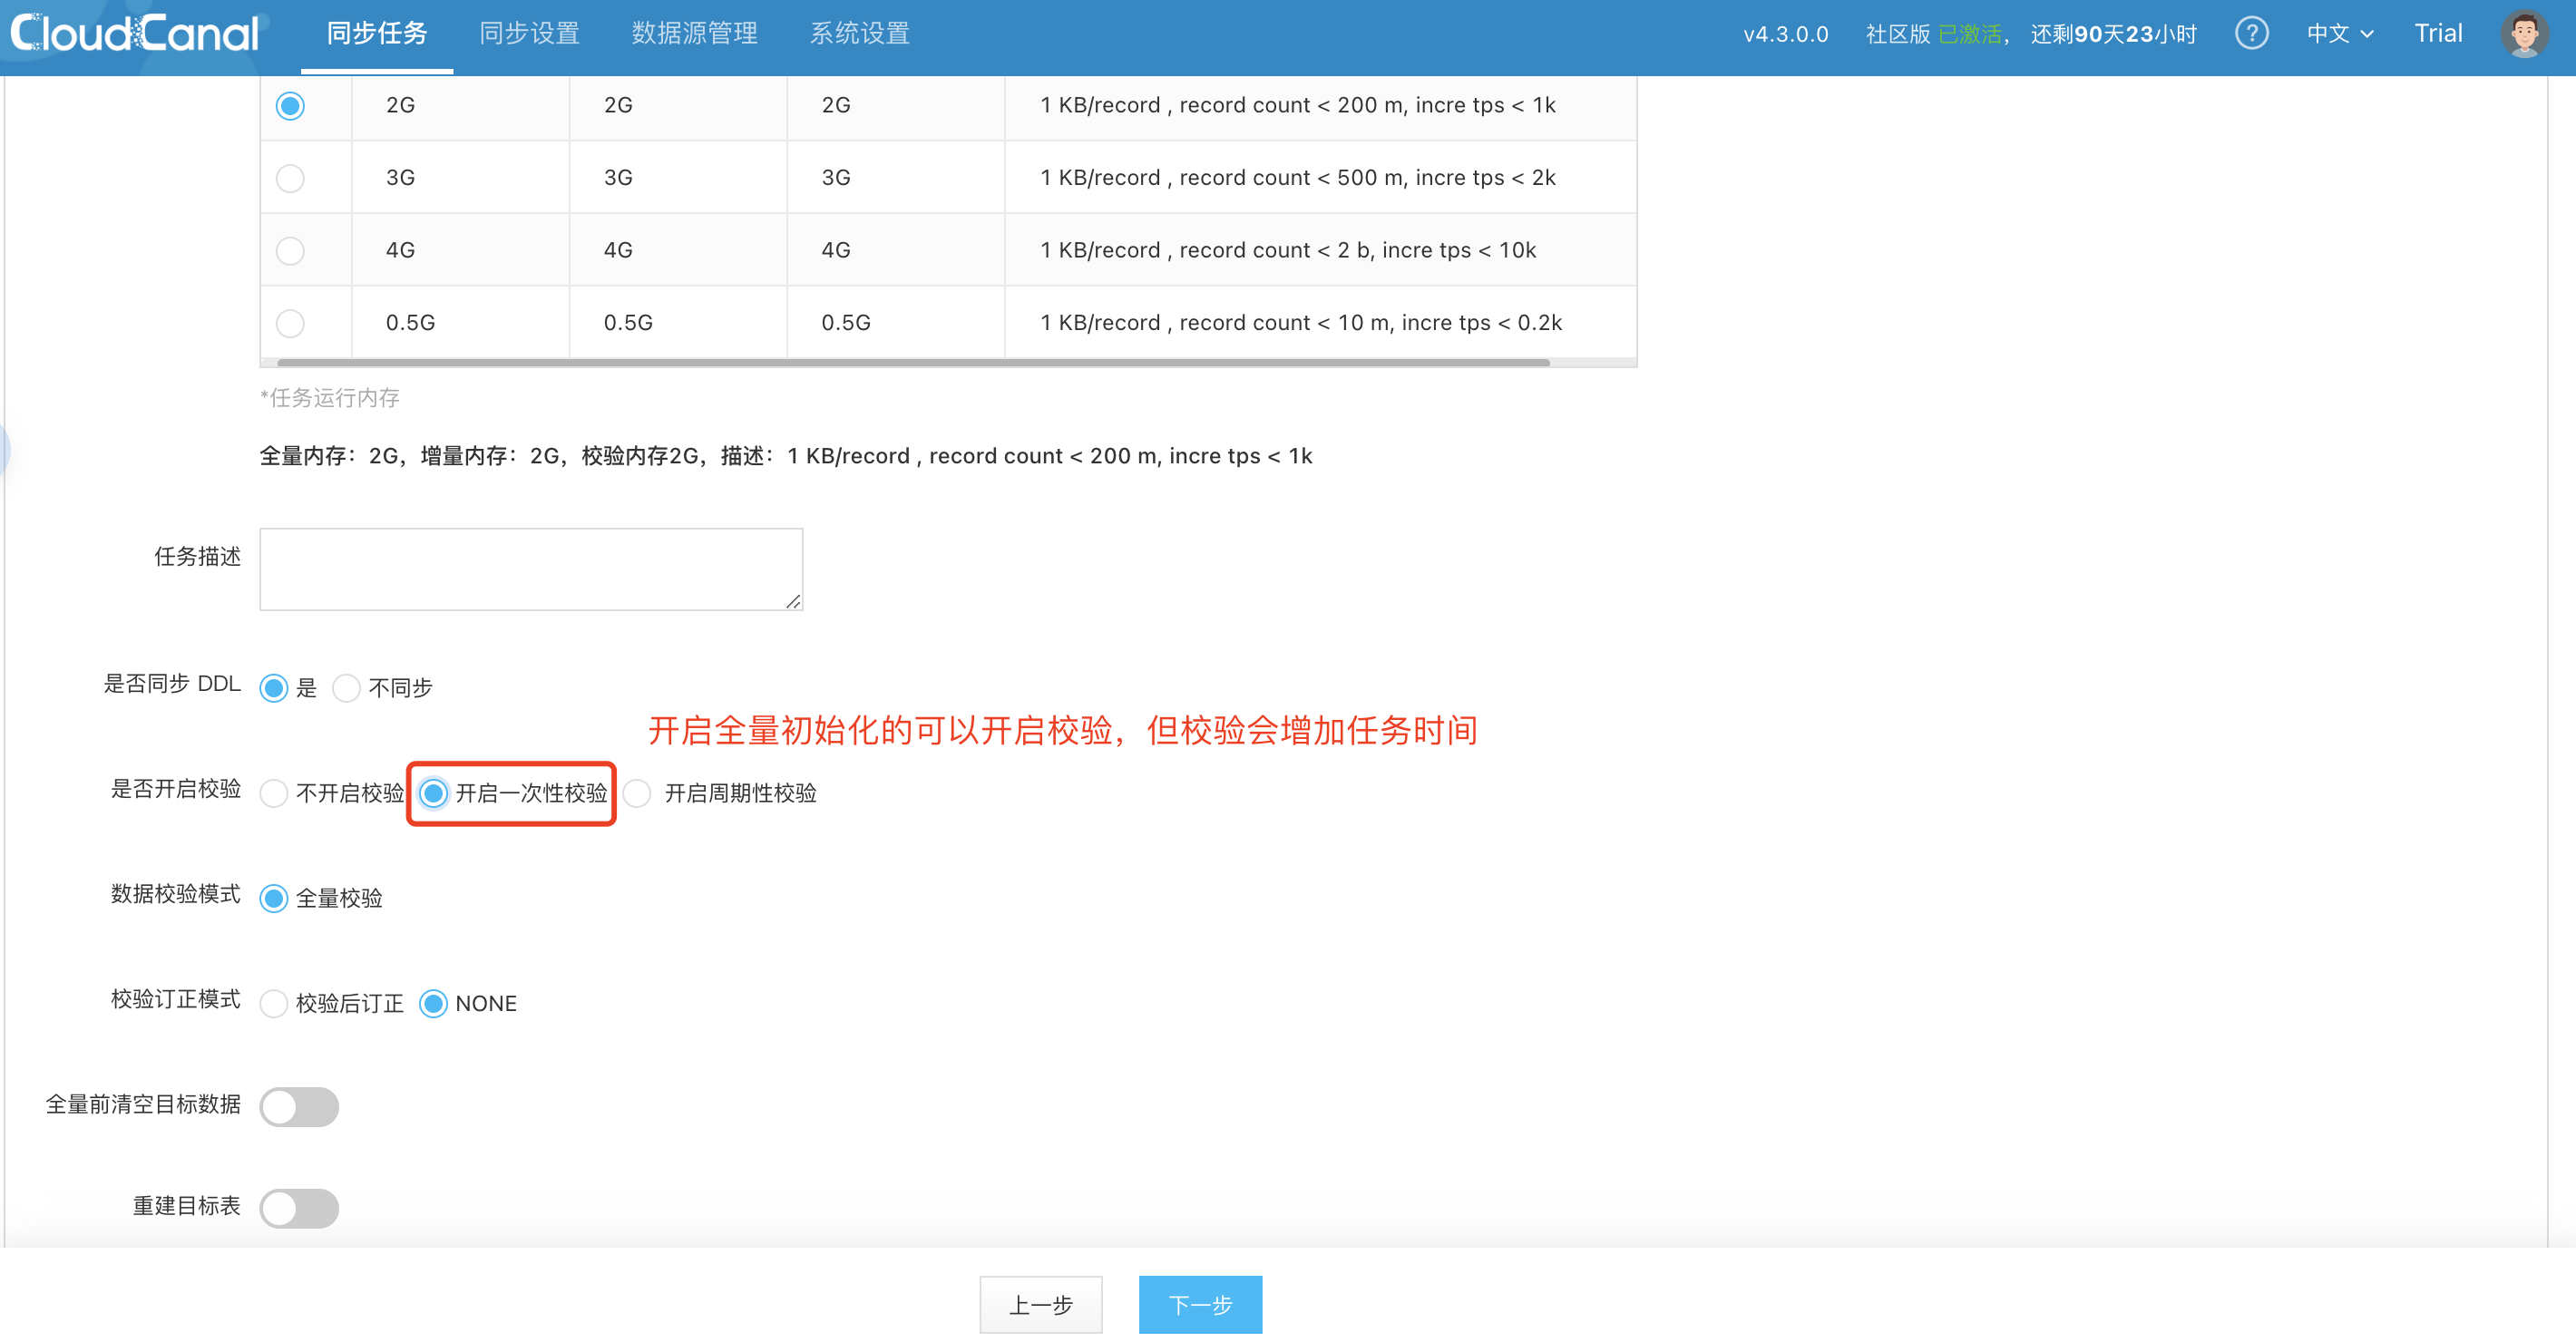 CloudCanal 同步任务 同步设置 数据源管理 系统设置 v4.3.0.0 社区版 已激活， 还剩90天23小时 ? 中文 Trial
2G 2G 2G 1 KB/record , record count < 200 m, incre tps < 1k
3G 3G 3G 1 KB/record , record count < 500 m, incre tps < 2k
4G 4G 4G 1 KB/record , record count < 2 b, incre tps < 10k
0.5G 0.5G 0.5G 1 KB/record , record count < 10 m, incre tps < 0.2k
*任务运行内存
全量内存：2G，增量内存：2G，校验内存2G，描述：1 KB/record , record count < 200 m, incre tps < 1k
任务描述
是否同步 DDL 是 不同步
开启全量初始化的可以开启校验，但校验会增加任务时间
是否开启校验 不开启校验 开启一次性校验 开启周期性校验
数据校验模式 全量校验
校验订正模式 校验后订正 NONE
全量前清空目标数据
重建目标表
上一步 下一步